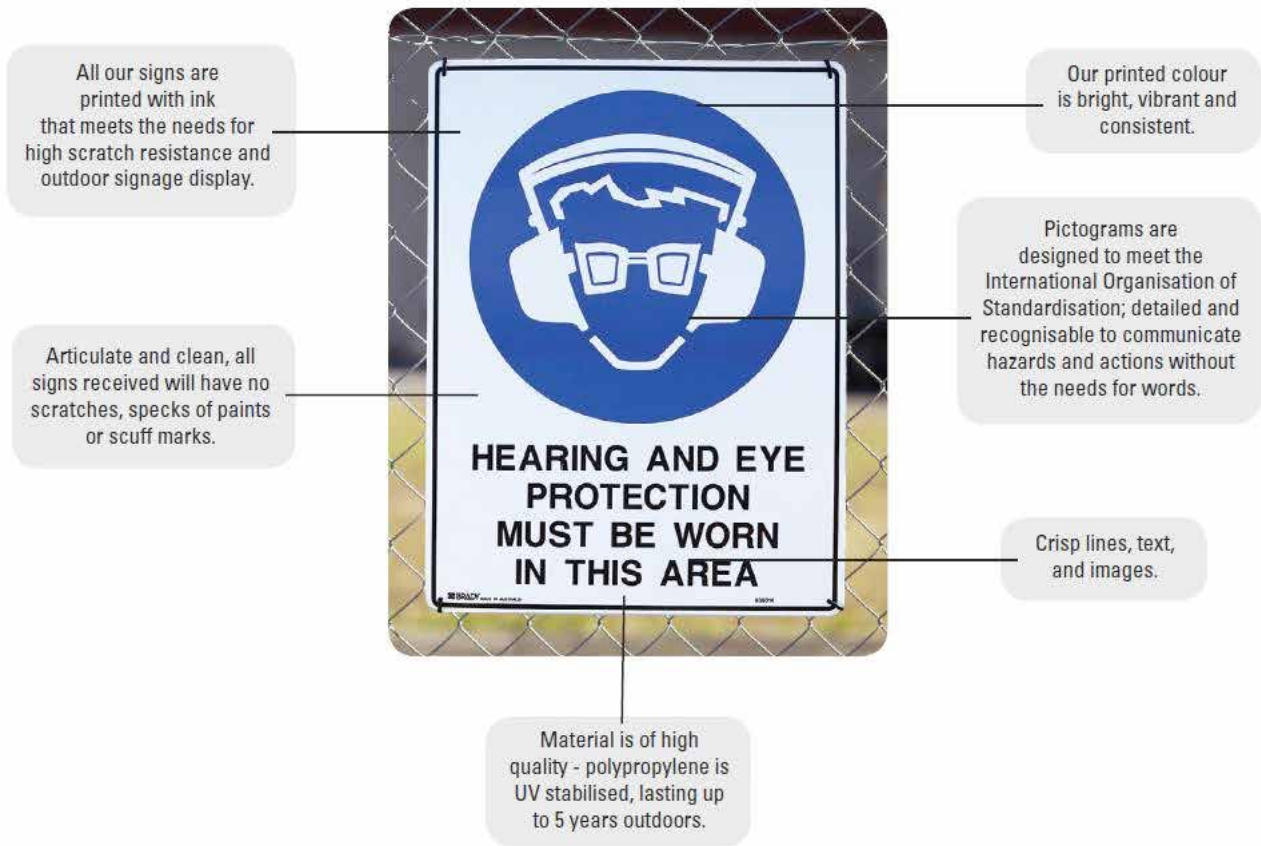 All our signs are
printed with ink
that meets the needs for
high scratch resistance and
outdoor signage display.
Our printed colour
is bright, vibrant and
consistent.
Pictograms are
designed to meet the
International Organisation of
Standardisation; detailed and
recognisable to communicate
hazards and actions without
the needs for words.
Articulate and clean, all
signs received will have no
scratches, specks of paints
or scuff marks.
HEARING AND EYE
PROTECTION
MUST BE WORN
IN THIS AREA
BRADY MADE IN AUSTRALIA
Crisp lines, text,
and images.
Material is of high
quality - polypropylene is
UV stabilised, lasting up
to 5 years outdoors.